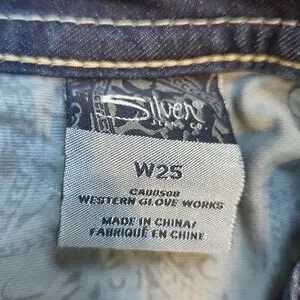 Silver
JEANS CO.
W25
CA00508
WESTERN GLOVE WORKS
MADE IN CHINA/
FABRIQUÉ EN CHINE